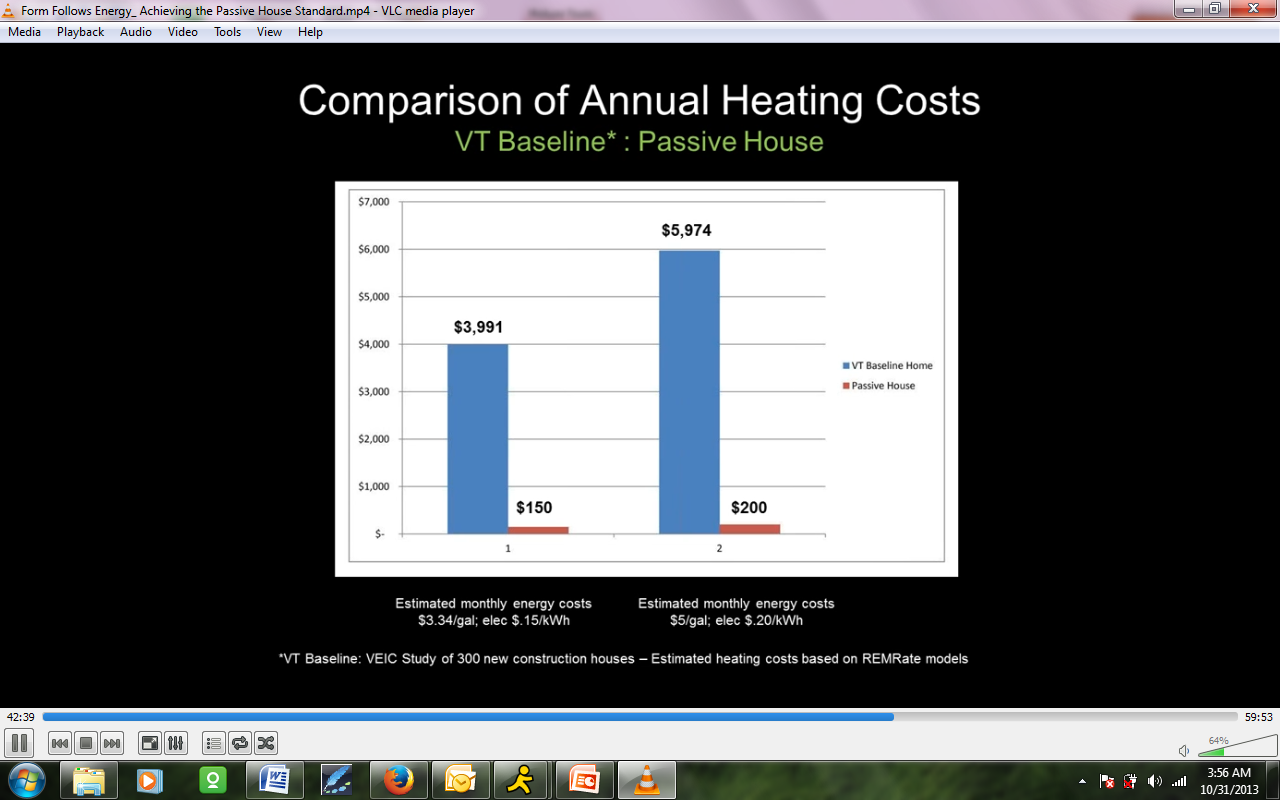 Form Follows Energy_ Achieving the Passive House Standard.mp4 - VLC media player
Media Playback Audio Video Tools View Help
Comparison of Annual Heating Costs
VT Baseline* : Passive House
$7,000
$6,000
$5,000
$4,000
$3,000
$2,000
$1,000
$-
$3,991
$150
$5,974
$200
1
2
VT Baseline Home
Passive House
Estimated monthly energy costs
$3.34/gal; elec $.15/kWh
Estimated monthly energy costs
$5/gal; elec $.20/kWh
*VT Baseline: VEIC Study of 300 new construction houses – Estimated heating costs based on REMRate models
42:39
59:53
64%
3:56 AM
10/31/2013